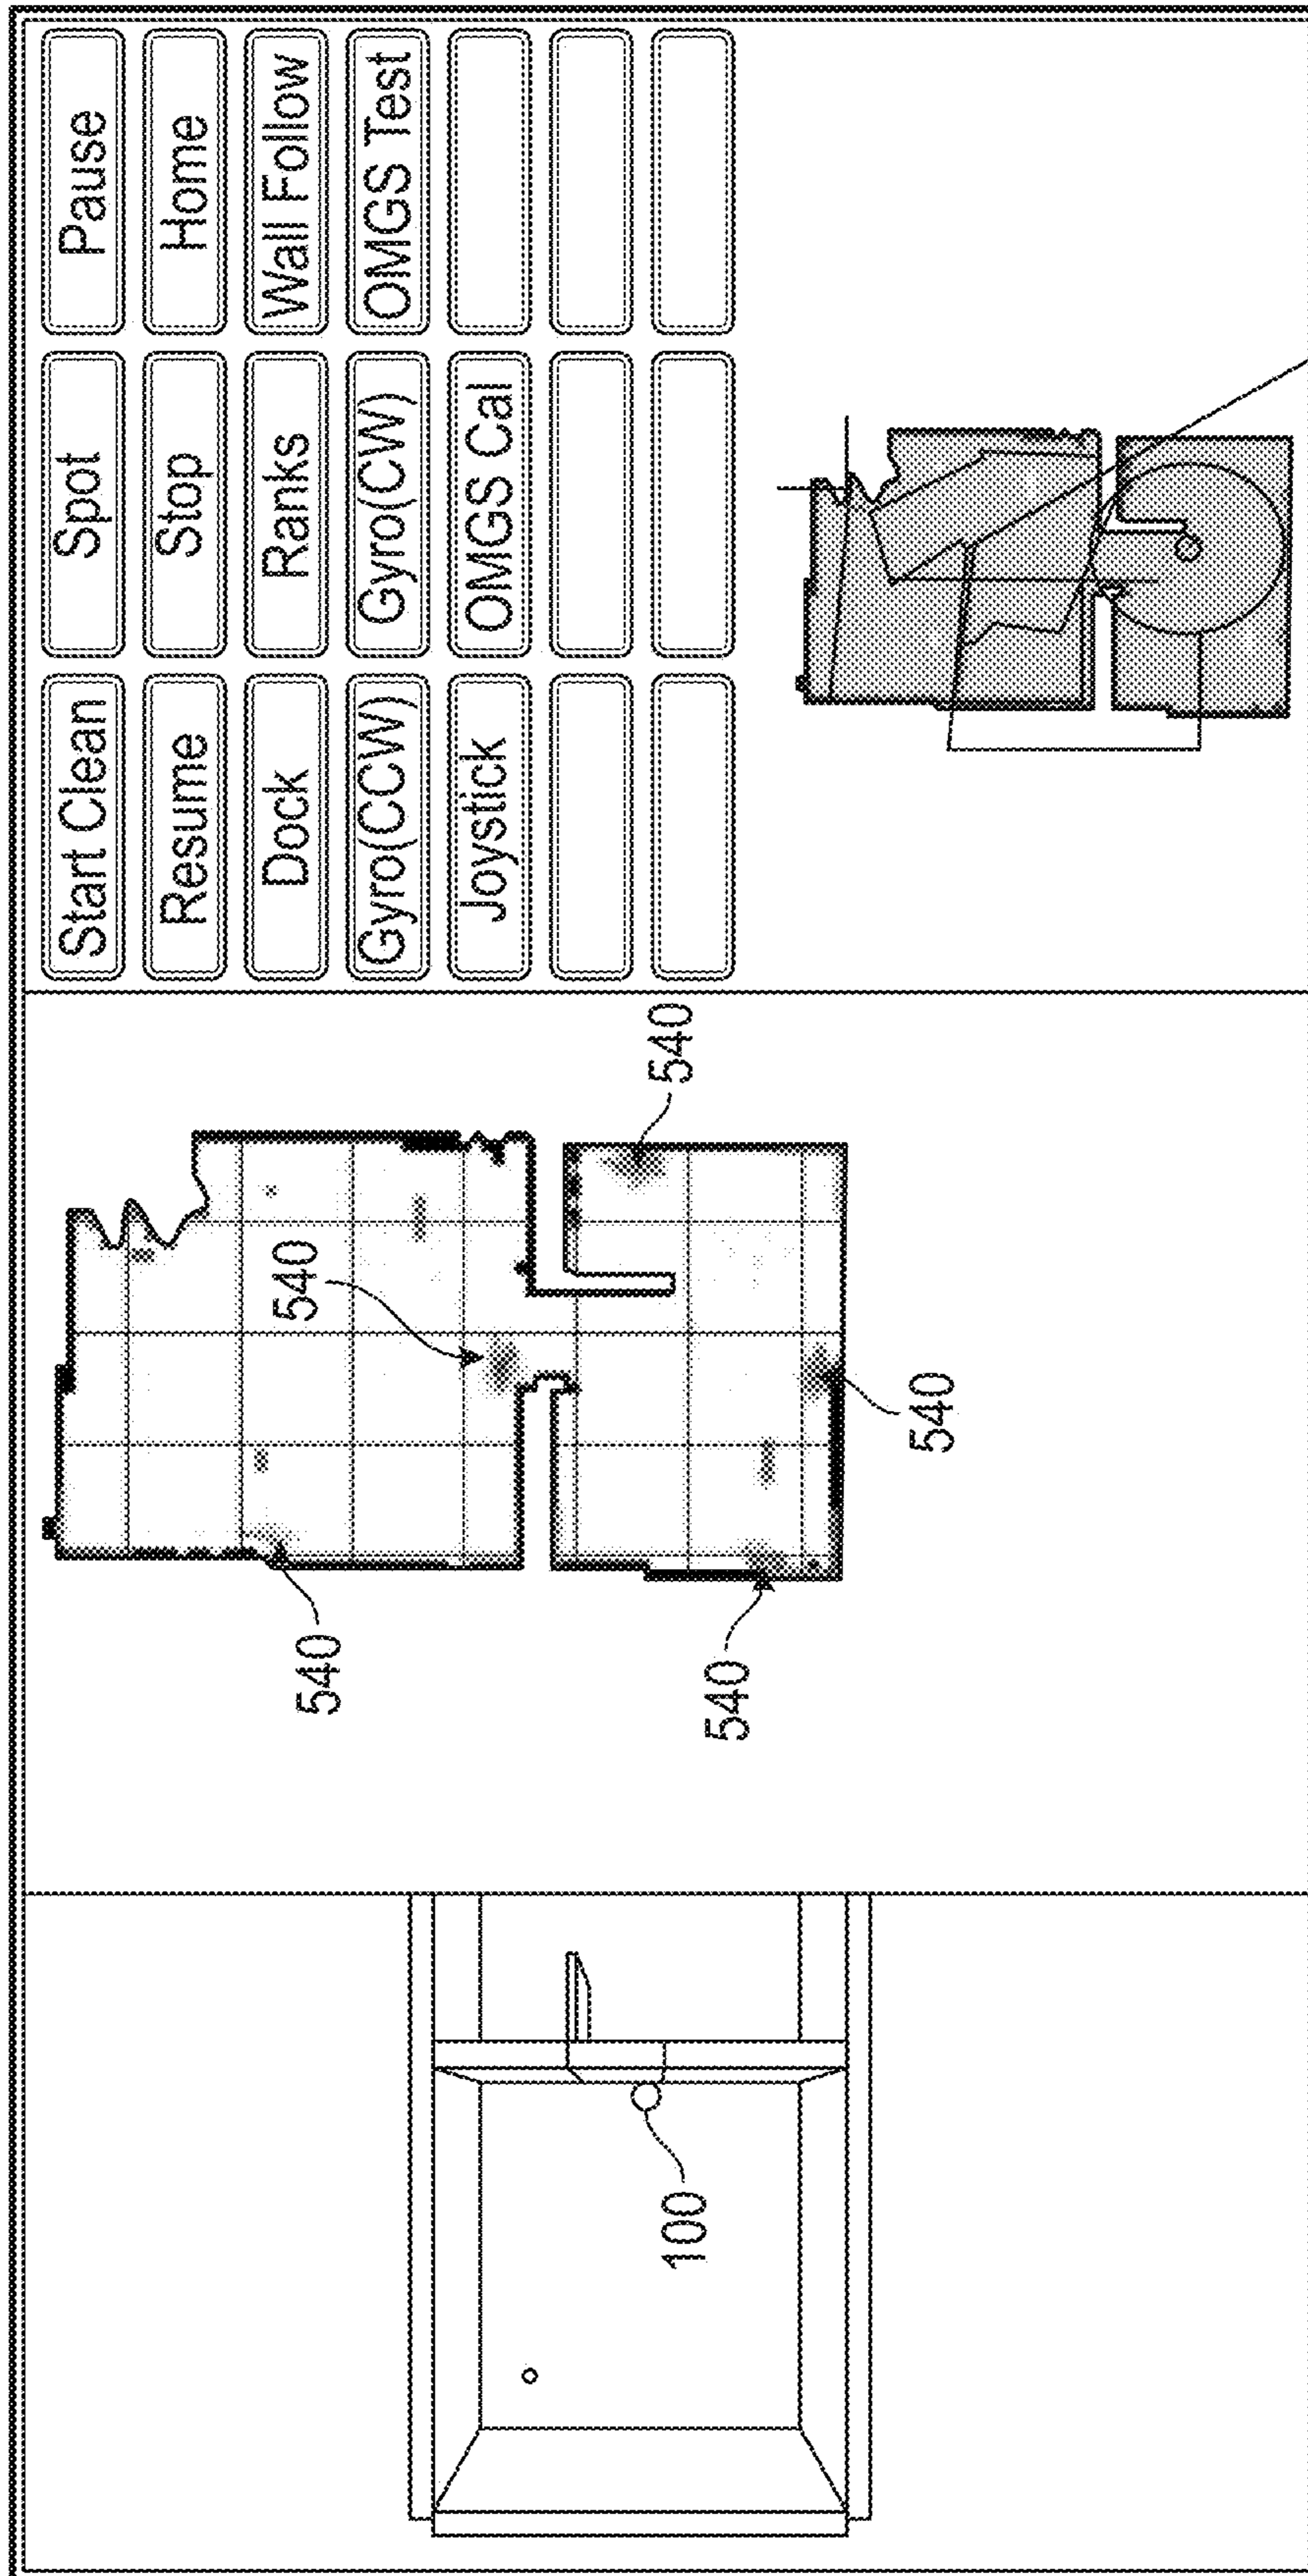 Start Clean Spot Pause
Resume Stop Home
Dock Ranks Wall Follow
Gyro(CCW) Gyro(CW) OMGS Test
Joystick OMGS Cal
540
540
540
540
540
100